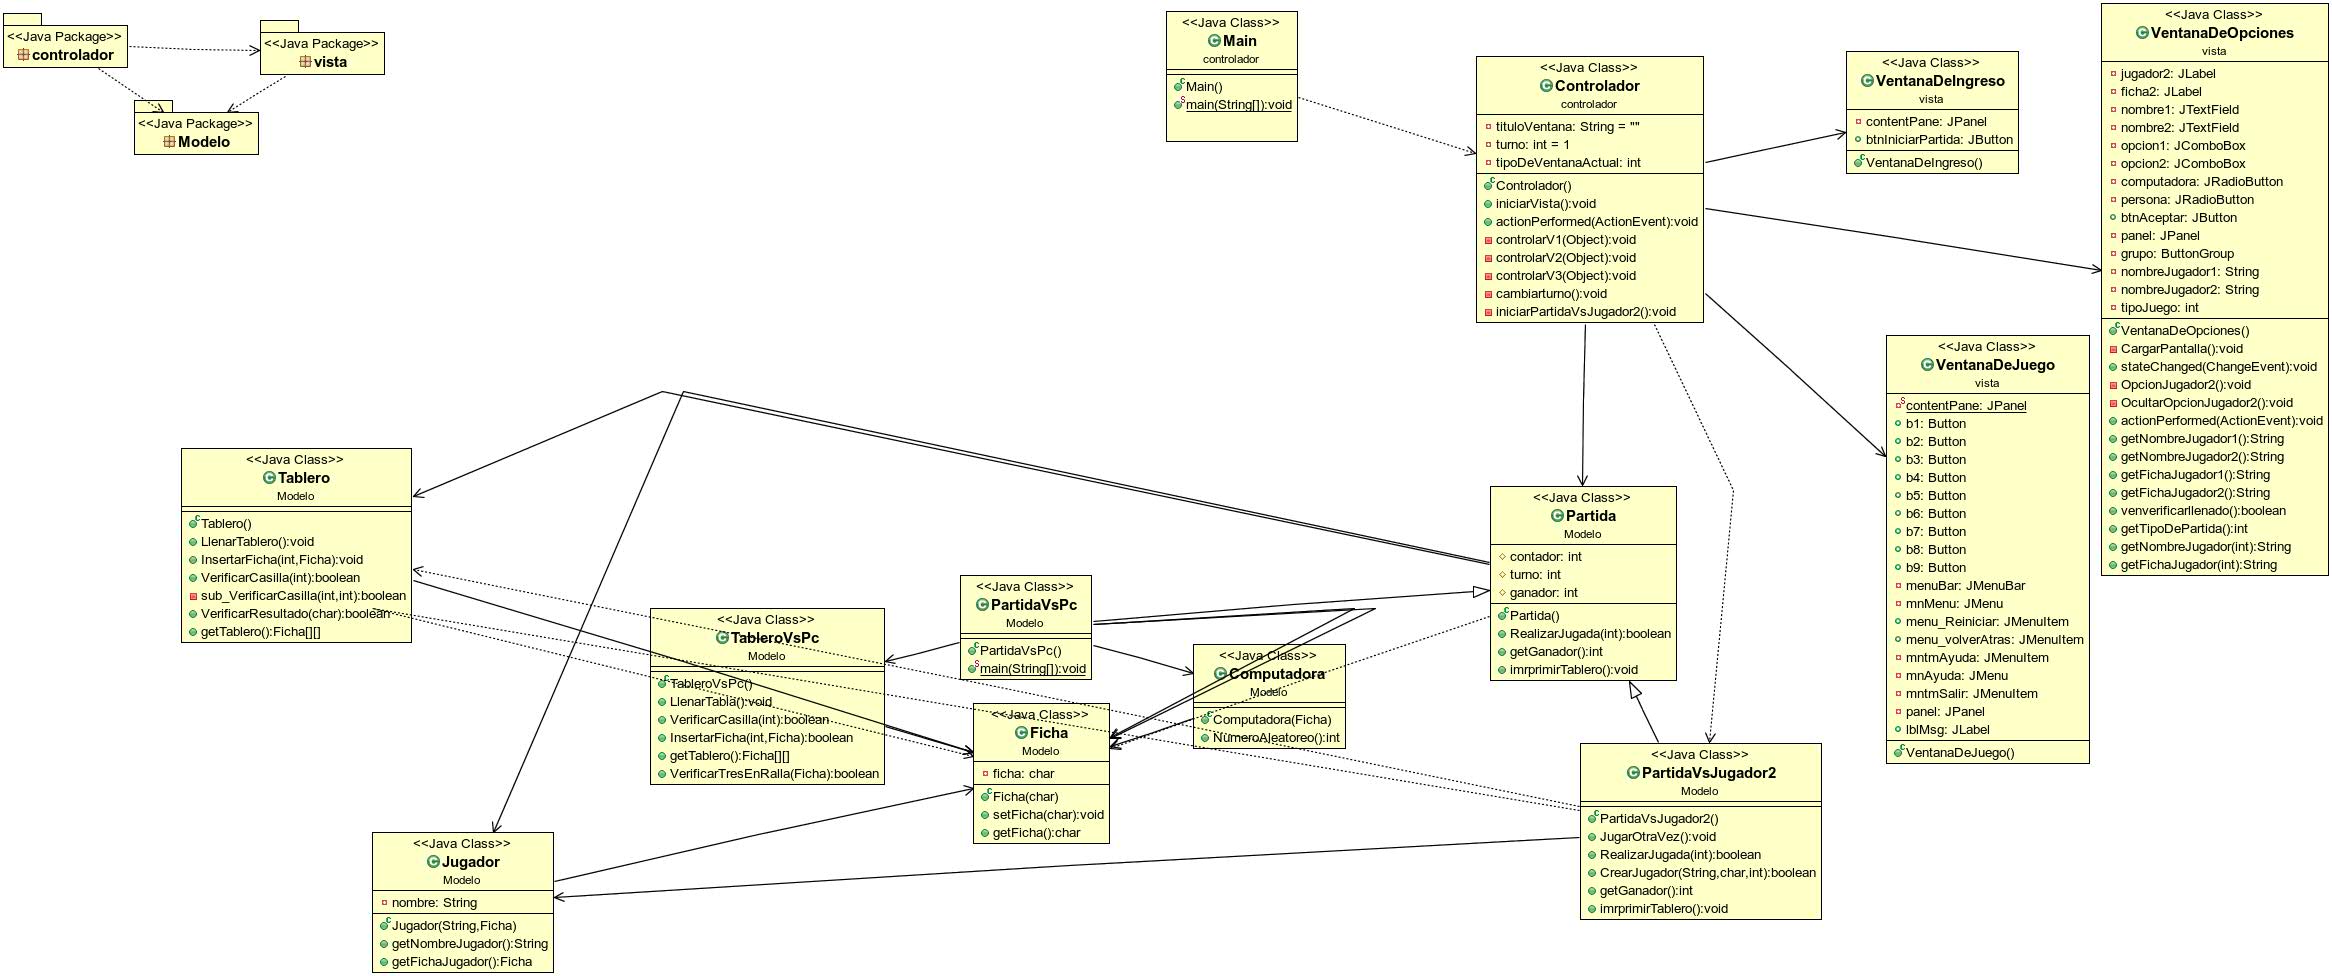 <<Java Package>>
controlador
<<Java Package>>
vista
<<Java Package>>
Modelo
<<Java Class>>
Main
controlador
Main()
main(String[]):void
<<Java Class>>
Controlador
controlador
tituloVentana: String = ""
turno: int = 1
tipoDeVentanaActual: int
Controlador()
iniciarVista():void
actionPerformed(ActionEvent):void
controlarV1(Object):void
controlarV2(Object):void
controlarV3(Object):void
cambiarturno():void
iniciarPartidaVsJugador2():void
<<Java Class>>
VentanaDeIngreso
vista
contentPane: JPanel
btnIniciarPartida: JButton
VentanaDeIngreso()
<<Java Class>>
VentanaDeOpciones
vista
jugador2: JLabel
ficha2: JLabel
nombre1: JTextField
nombre2: JTextField
opcion1: JComboBox
opcion2: JComboBox
computadora: JRadioButton
persona: JRadioButton
btnAceptar: JButton
panel: JPanel
grupo: ButtonGroup
nombreJugador1: String
nombreJugador2: String
tipoJuego: int
VentanaDeOpciones()
CargarPantalla():void
stateChanged(ChangeEvent):void
OpcionJugador2():void
OcultarOpcionJugador2():void
actionPerformed(ActionEvent):void
getNombreJugador1():String
getNombreJugador2():String
getFichaJugador1():String
getFichaJugador2():String
venverificarllenado():boolean
getTipoDePartida():int
getNombreJugador(int):String
getFichaJugador(int):String
<<Java Class>>
VentanaDeJuego
vista
contentPane: JPanel
b1: Button
b2: Button
b3: Button
b4: Button
b5: Button
b6: Button
b7: Button
b8: Button
b9: Button
menuBar: JMenuBar
mnMenu: JMenu
menu_Reiniciar: JMenuItem
menu_volverAtras: JMenuItem
mntmAyuda: JMenuItem
mnAyuda: JMenu
mntmSalir: JMenuItem
panel: JPanel
lblMsg: JLabel
VentanaDeJuego()
<<Java Class>>
Tablero
Modelo
Tablero()
LlenarTablero():void
InsertarFicha(int,Ficha):void
VerificarCasilla(int):boolean
sub_VerificarCasilla(int,int):boolean
VerificarResultado(char):boolean
getTablero():Ficha[][]
<<Java Class>>
Partida
Modelo
contador: int
turno: int
ganador: int
Partida()
RealizarJugada(int):boolean
getGanador():int
imrprimirTablero():void
<<Java Class>>
PartidaVsPc
Modelo
PartidaVsPc()
main(String[]):void
<<Java Class>>
TableroVsPc
Modelo
TableroVsPc()
LlenarTabla():void
VerificarCasilla(int):boolean
InsertarFicha(int,Ficha):boolean
getTablero():Ficha[][]
VerificarTresEnRalla(Ficha):boolean
<<Java Class>>
Computadora
Modelo
Computadora(Ficha)
NumeroAleatoreo():int
<<Java Class>>
Ficha
Modelo
ficha: char
Ficha(char)
setFicha(char):void
getFicha():char
<<Java Class>>
PartidaVsJugador2
Modelo
PartidaVsJugador2()
JugarOtraVez():void
RealizarJugada(int):boolean
CrearJugador(String,char,int):boolean
getGanador():int
imrprimirTablero():void
<<Java Class>>
Jugador
Modelo
nombre: String
Jugador(String,Ficha)
getNombreJugador():String
getFichaJugador():Ficha